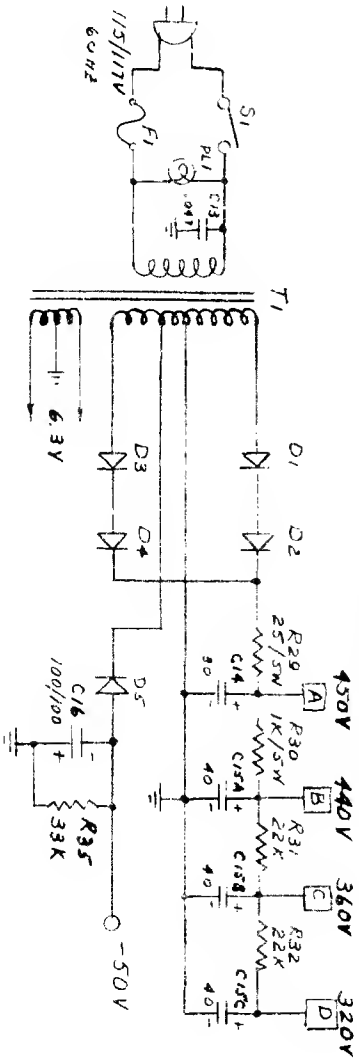 115/117V
60HZ
F1
S1
PL1
.047
C13
T1
6.3V
D1
D2
D3
D4
D5
R29
25/5W
C14
80
A
450V
R30
1K/5W
C15A
40
B
440V
R31
22K
C15B
40
C
360V
R32
22K
C15C
40
D
320V
C16
100/100
R35
33K
-50V